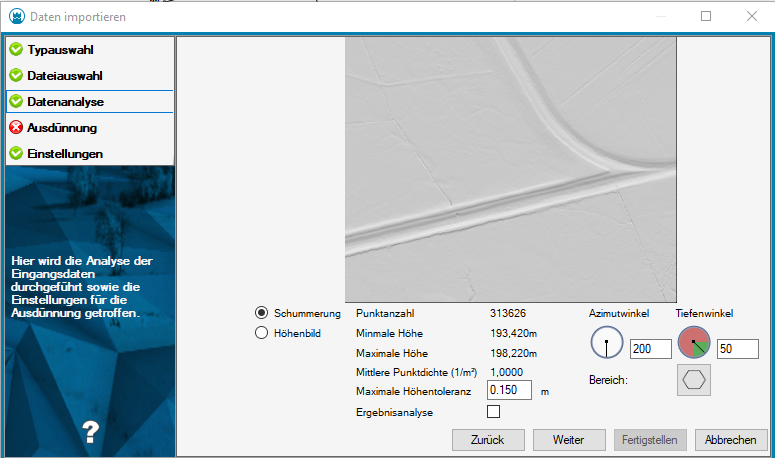 Daten importieren
Typauswahl
Dateiauswahl
Datenanalyse
Ausdünnung
Einstellungen
Hier wird die Analyse der
Eingangsdaten
durchgeführt sowie die
Einstellungen für die
Ausdünnung getroffen.
?
Schummerung
Höhenbild
Punktanzahl 313626
Minmale Höhe 193,420m
Maximale Höhe 198,220m
Mittlere Punktdichte (1/m²) 1,0000
Maximale Höhentoleranz 0.150 m
Ergebnisanalyse
Azimutwinkel Tiefenwinkel
200 50
Bereich:
Zurück Weiter Fertigstellen Abbrechen